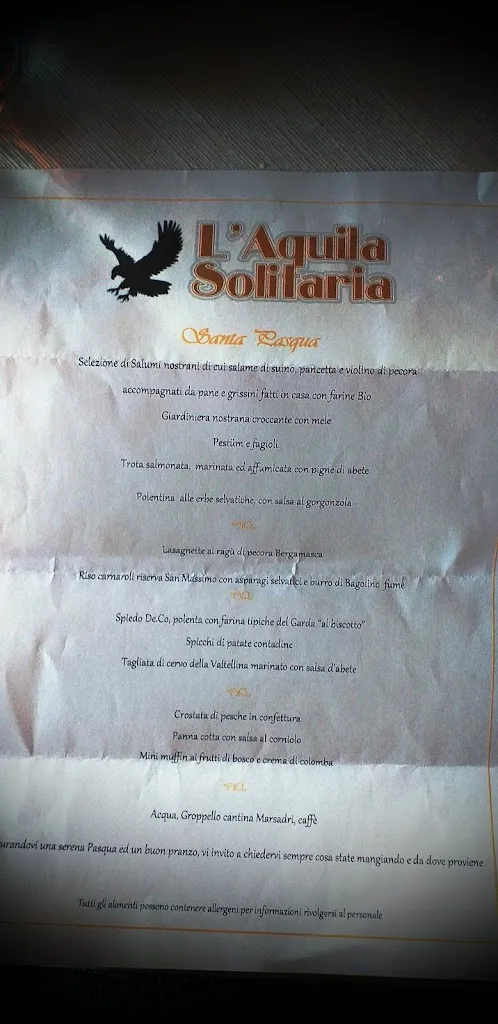 L'Aquila
Solitaria
Santa Pasqua
Selezione di Salumi nostrani di cui salame di suino, pancetta e violino di pecora
accompagnati da pane e grissini fatti in casa con farine Bio
Giardiniera nostrana croccante con mele
Pestüm e fagioli
Trota salmonata, marinata ed affumicata con pigne di abete
Polentina alle erbe selvatiche, con salsa al gorgonzola
Lasagnette al ragù di pecora Bergamasca
Riso carnaroli riserva San Massimo con asparagi selvatici e burro di Bagolino fumè
Spiedo De.Co, polenta con farina tipiche del Garda "al biscotto"
Spicchi di patate contadine
Tagliata di cervo della Valtellina marinato con salsa d'abete
Crostata di pesche in confettura
Panna cotta con salsa al corniolo
Mini muffin ai frutti di bosco e crema di colomba
Acqua, Groppello cantina Marsadri, caffè
urandovi una serena Pasqua ed un buon pranzo, vi invito a chiedervi sempre cosa state mangiando e da dove proviene
Tutti gli alimenti possono contenere allergeni per informazioni rivolgersi al personale